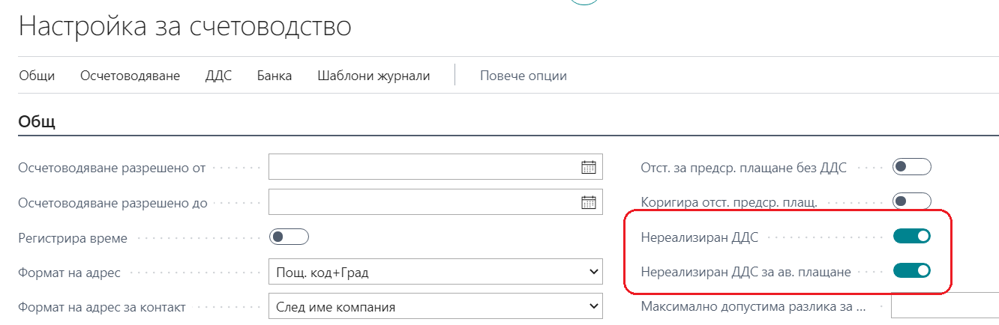 Настройка за счетоводство
Общи Осчетоводяване ДДС Банка Шаблони журнали Повече опции
Общ
Осчетоводяване разрешено от
Осчетоводяване разрешено до
Регистрира време
Формат на адрес Пощ. код+Град
Формат на адрес за контакт След име компания
Отст. за предср. плащане без ДДС
Коригира отст. предср. плащ.
Нереализиран ДДС
Нереализиран ДДС за ав. плащане
Максимално допустима разлика за ...